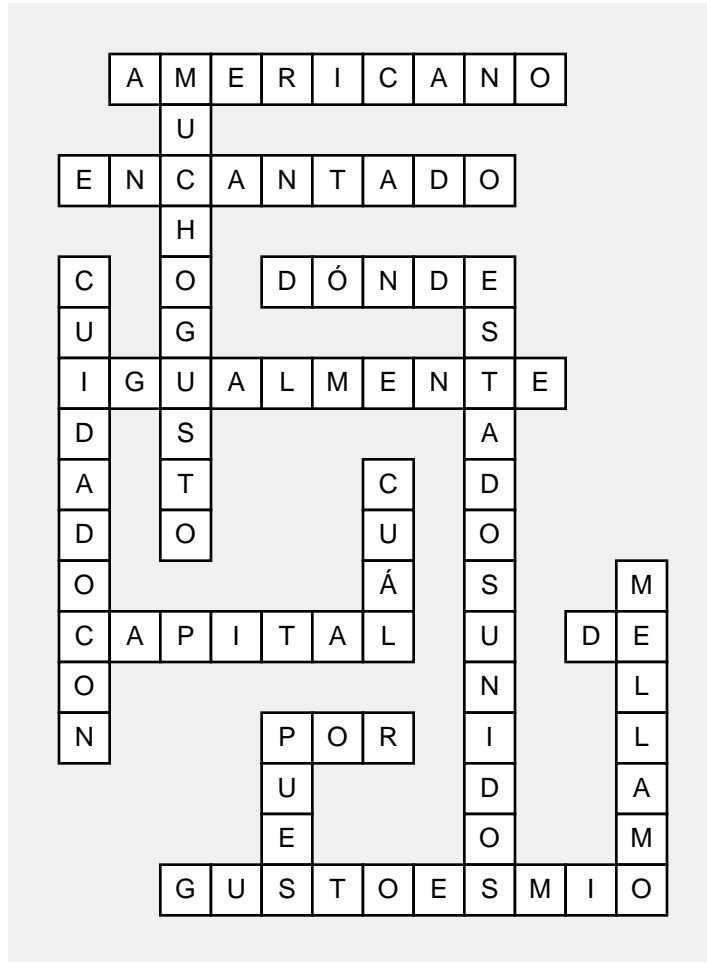 A M E R I C A N O
U
E N C A N T A D O
H
C O D Ó N D E
U G S
I G U A L M E N T E
D S A
A T C D
D O U O
O Á S M
C A P I T A L U D E
O N L
N P O R I L
U D A
E O M
G U S T O E S M I O